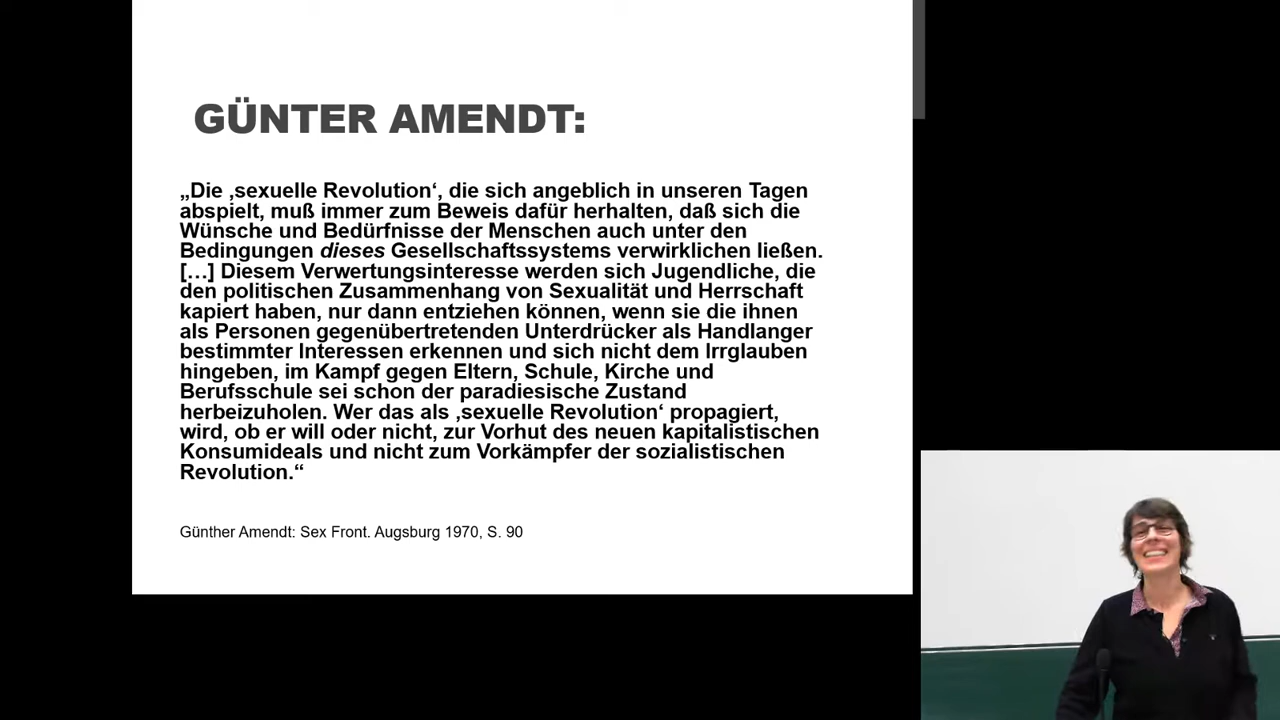 GÜNTER AMENDT:
„Die ‚sexuelle Revolution‘, die sich angeblich in unseren Tagen
abspielt, muß immer zum Beweis dafür herhalten, daß sich die
Wünsche und Bedürfnisse der Menschen auch unter den
Bedingungen dieses Gesellschaftssystems verwirklichen ließen.
[…] Diesem Verwertungsinteresse werden sich Jugendliche, die
den politischen Zusammenhang von Sexualität und Herrschaft
kapiert haben, nur dann entziehen können, wenn sie die ihnen
als Personen gegenübertretenden Unterdrücker als Handlanger
bestimmter Interessen erkennen und sich nicht dem Irrglauben
hingeben, im Kampf gegen Eltern, Schule, Kirche und
Berufsschule sei schon der paradiesische Zustand
herbeizuholen. Wer das als ‚sexuelle Revolution‘ propagiert,
wird, ob er will oder nicht, zur Vorhut des neuen kapitalistischen
Konsumideals und nicht zum Vorkämpfer der sozialistischen
Revolution.“
Günther Amendt: Sex Front. Augsburg 1970, S. 90